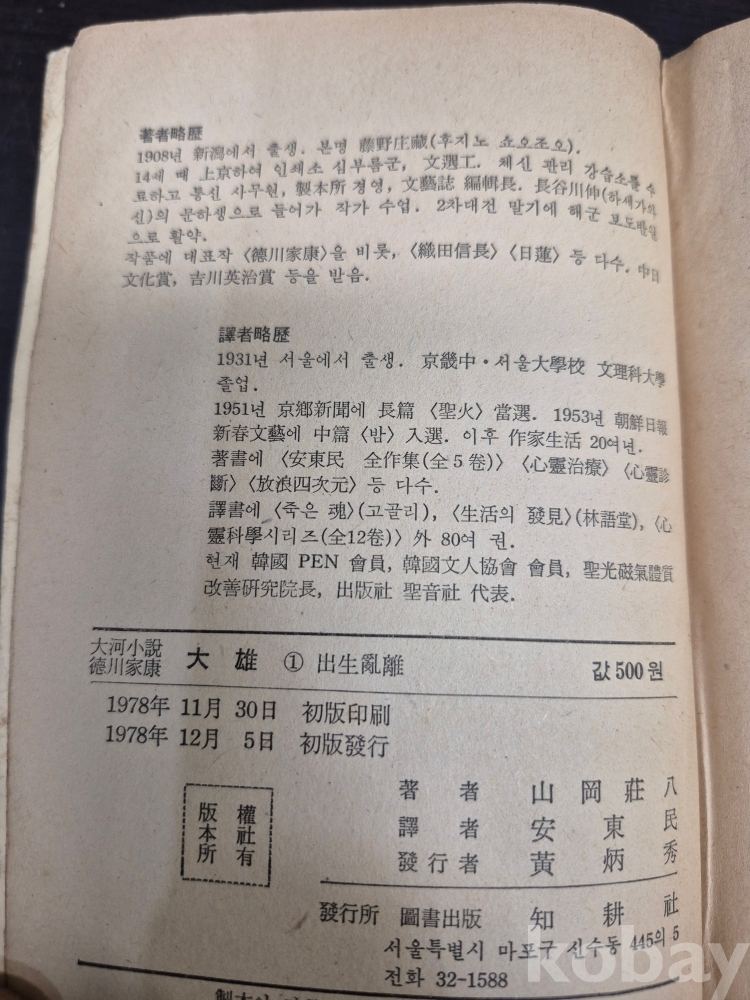 著者略歷
1908년 新潟에서 출생. 본명 藤野庄藏(후지노 쇼오조오).
14세 때 上京하여 인쇄소 심부름군, 文選工. 체신 관리 강습소를 수
료하고 통신 사무원, 製本所 경영, 文藝誌 編輯長. 長谷川伸(하세가와
신)의 문하생으로 들어가 작가 수업. 2차대전 말기에 해군 보도반원
으로 활약.
작품에 대표작 〈德川家康〉을 비롯, 〈織田信長〉 〈日蓮〉 등 다수. 中日
文化賞, 吉川英治賞 등을 받음.
譯者略歷
1931년 서울에서 출생. 京畿中·서울大學校 文理科大學
졸업.
1951년 京鄕新聞에 長篇 〈聖火〉 當選. 1953년 朝鮮日報
新春文藝에 中篇 〈밤〉 入選. 이후 作家生活 20여년.
著書에 〈安東民 全作集(全5卷)〉 〈心靈治療〉 〈心靈診
斷〉 〈放浪四次元〉 등 다수.
譯書에 〈죽은 魂〉(고골리), 〈生活의 發見〉(林語堂), 〈心
靈科學시리즈(全12卷)〉 外 80여 권.
현재 韓國 PEN 會員, 韓國文人協會 會員, 聖光磁氣體質
改善硏究院長, 出版社 聖音社 代表.
大河小說
德川家康 大雄 ① 出生亂離 값 500원
1978年 11月 30日 初版印刷
1978年 12月 5日 初版發行
著者 山岡莊八
譯者 安東民
發行者 黃炳秀
權社有
版本所
發行所 圖書出版 知耕社
서울특별시 마포구 신수동 445의 5
전화 32-1588
kobay